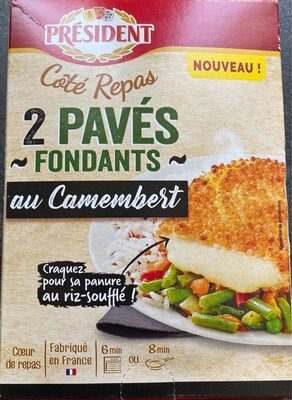 PRÉSIDENT
Côté Repas
NOUVEAU !
2 PAVÉS
~ FONDANTS ~
au Camembert
Craquez
pour sa panure
au riz-soufflé !
Cœur
de repas
Fabriqué
en France
6 min
ou
8 min